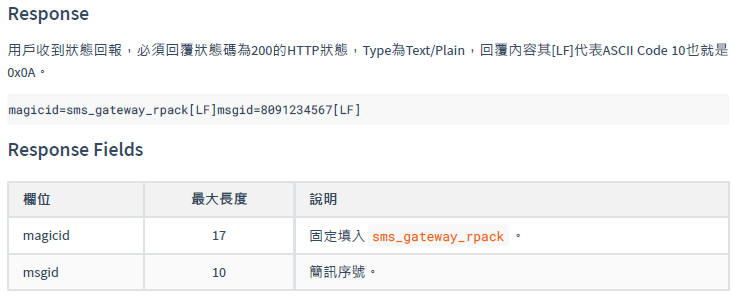 Response
用戶收到狀態回報，必須回覆狀態碼為200的HTTP狀態，Type為Text/Plain，回覆內容其[LF]代表ASCII Code 10也就是
0x0A。
magicid=sms_gateway_rpack[LF]msgid=8091234567[LF]
Response Fields
欄位 最大長度 說明
magicid 17 固定填入 sms_gateway_rpack 。
msgid 10 簡訊序號。